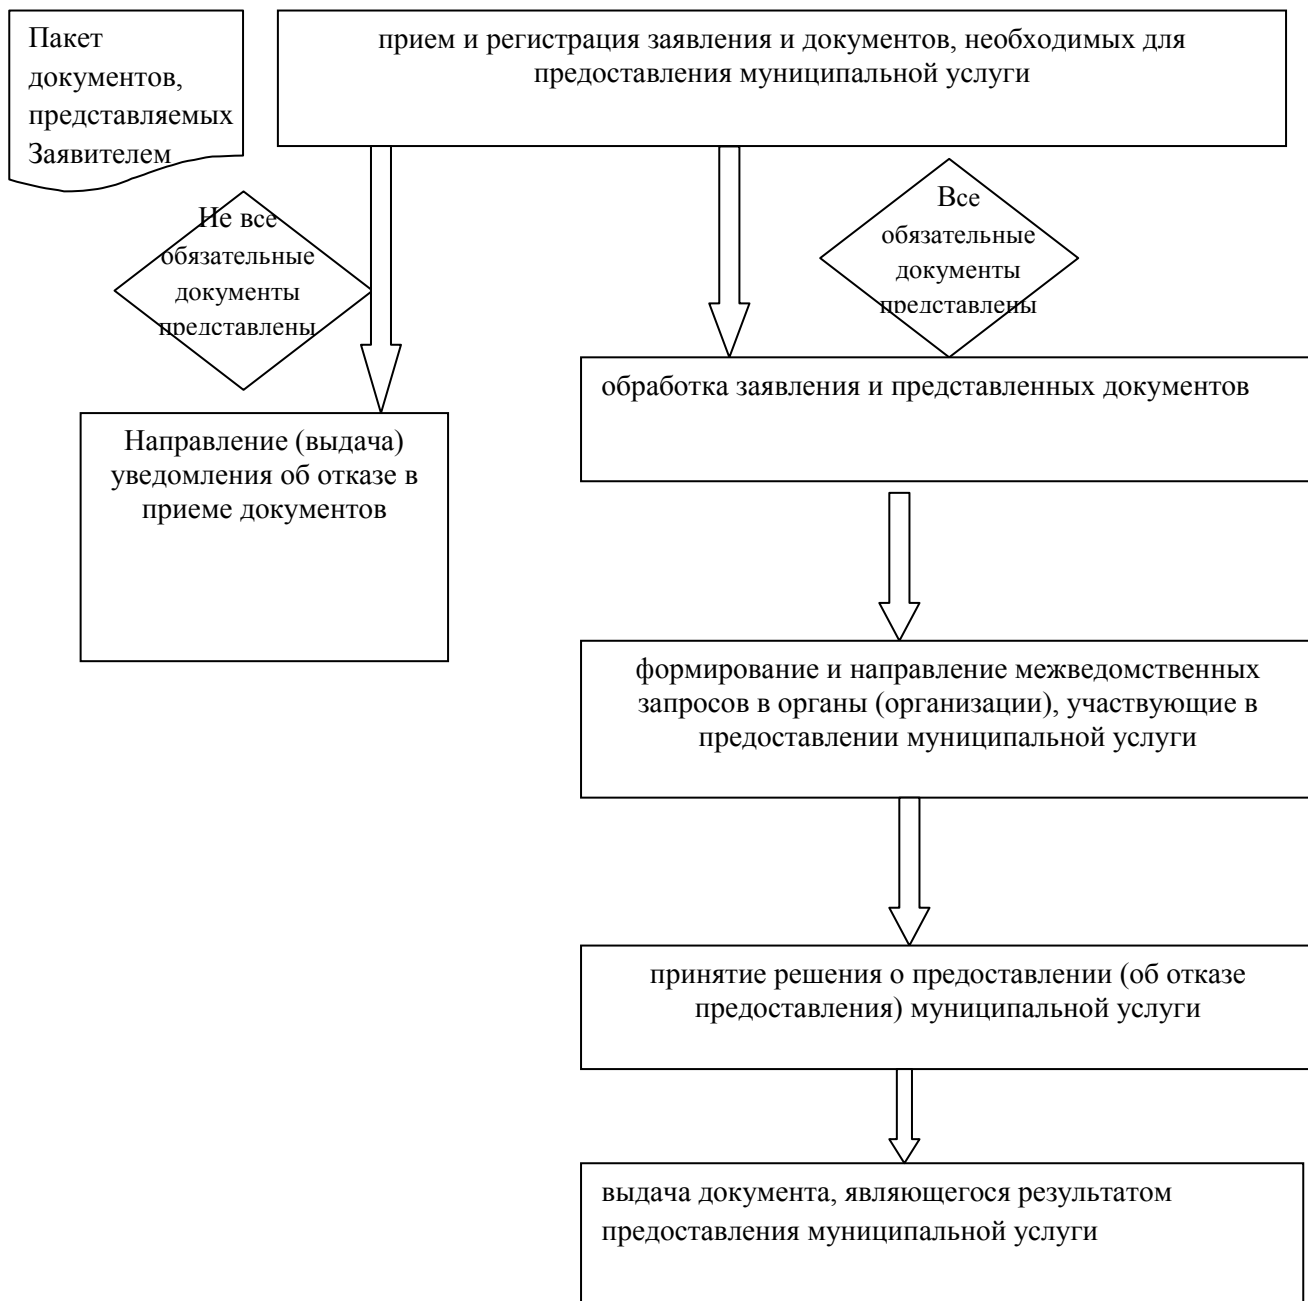 Пакет
документов,
представляемых
Заявителем
прием и регистрация заявления и документов, необходимых для
предоставления муниципальной услуги
Не все
обязательные
документы
представлены
Все
обязательные
документы
представлены
обработка заявления и представленных документов
Направление (выдача)
уведомления об отказе в
приеме документов
формирование и направление межведомственных
запросов в органы (организации), участвующие в
предоставлении муниципальной услуги
принятие решения о предоставлении (об отказе
предоставления) муниципальной услуги
выдача документа, являющегося результатом
предоставления муниципальной услуги